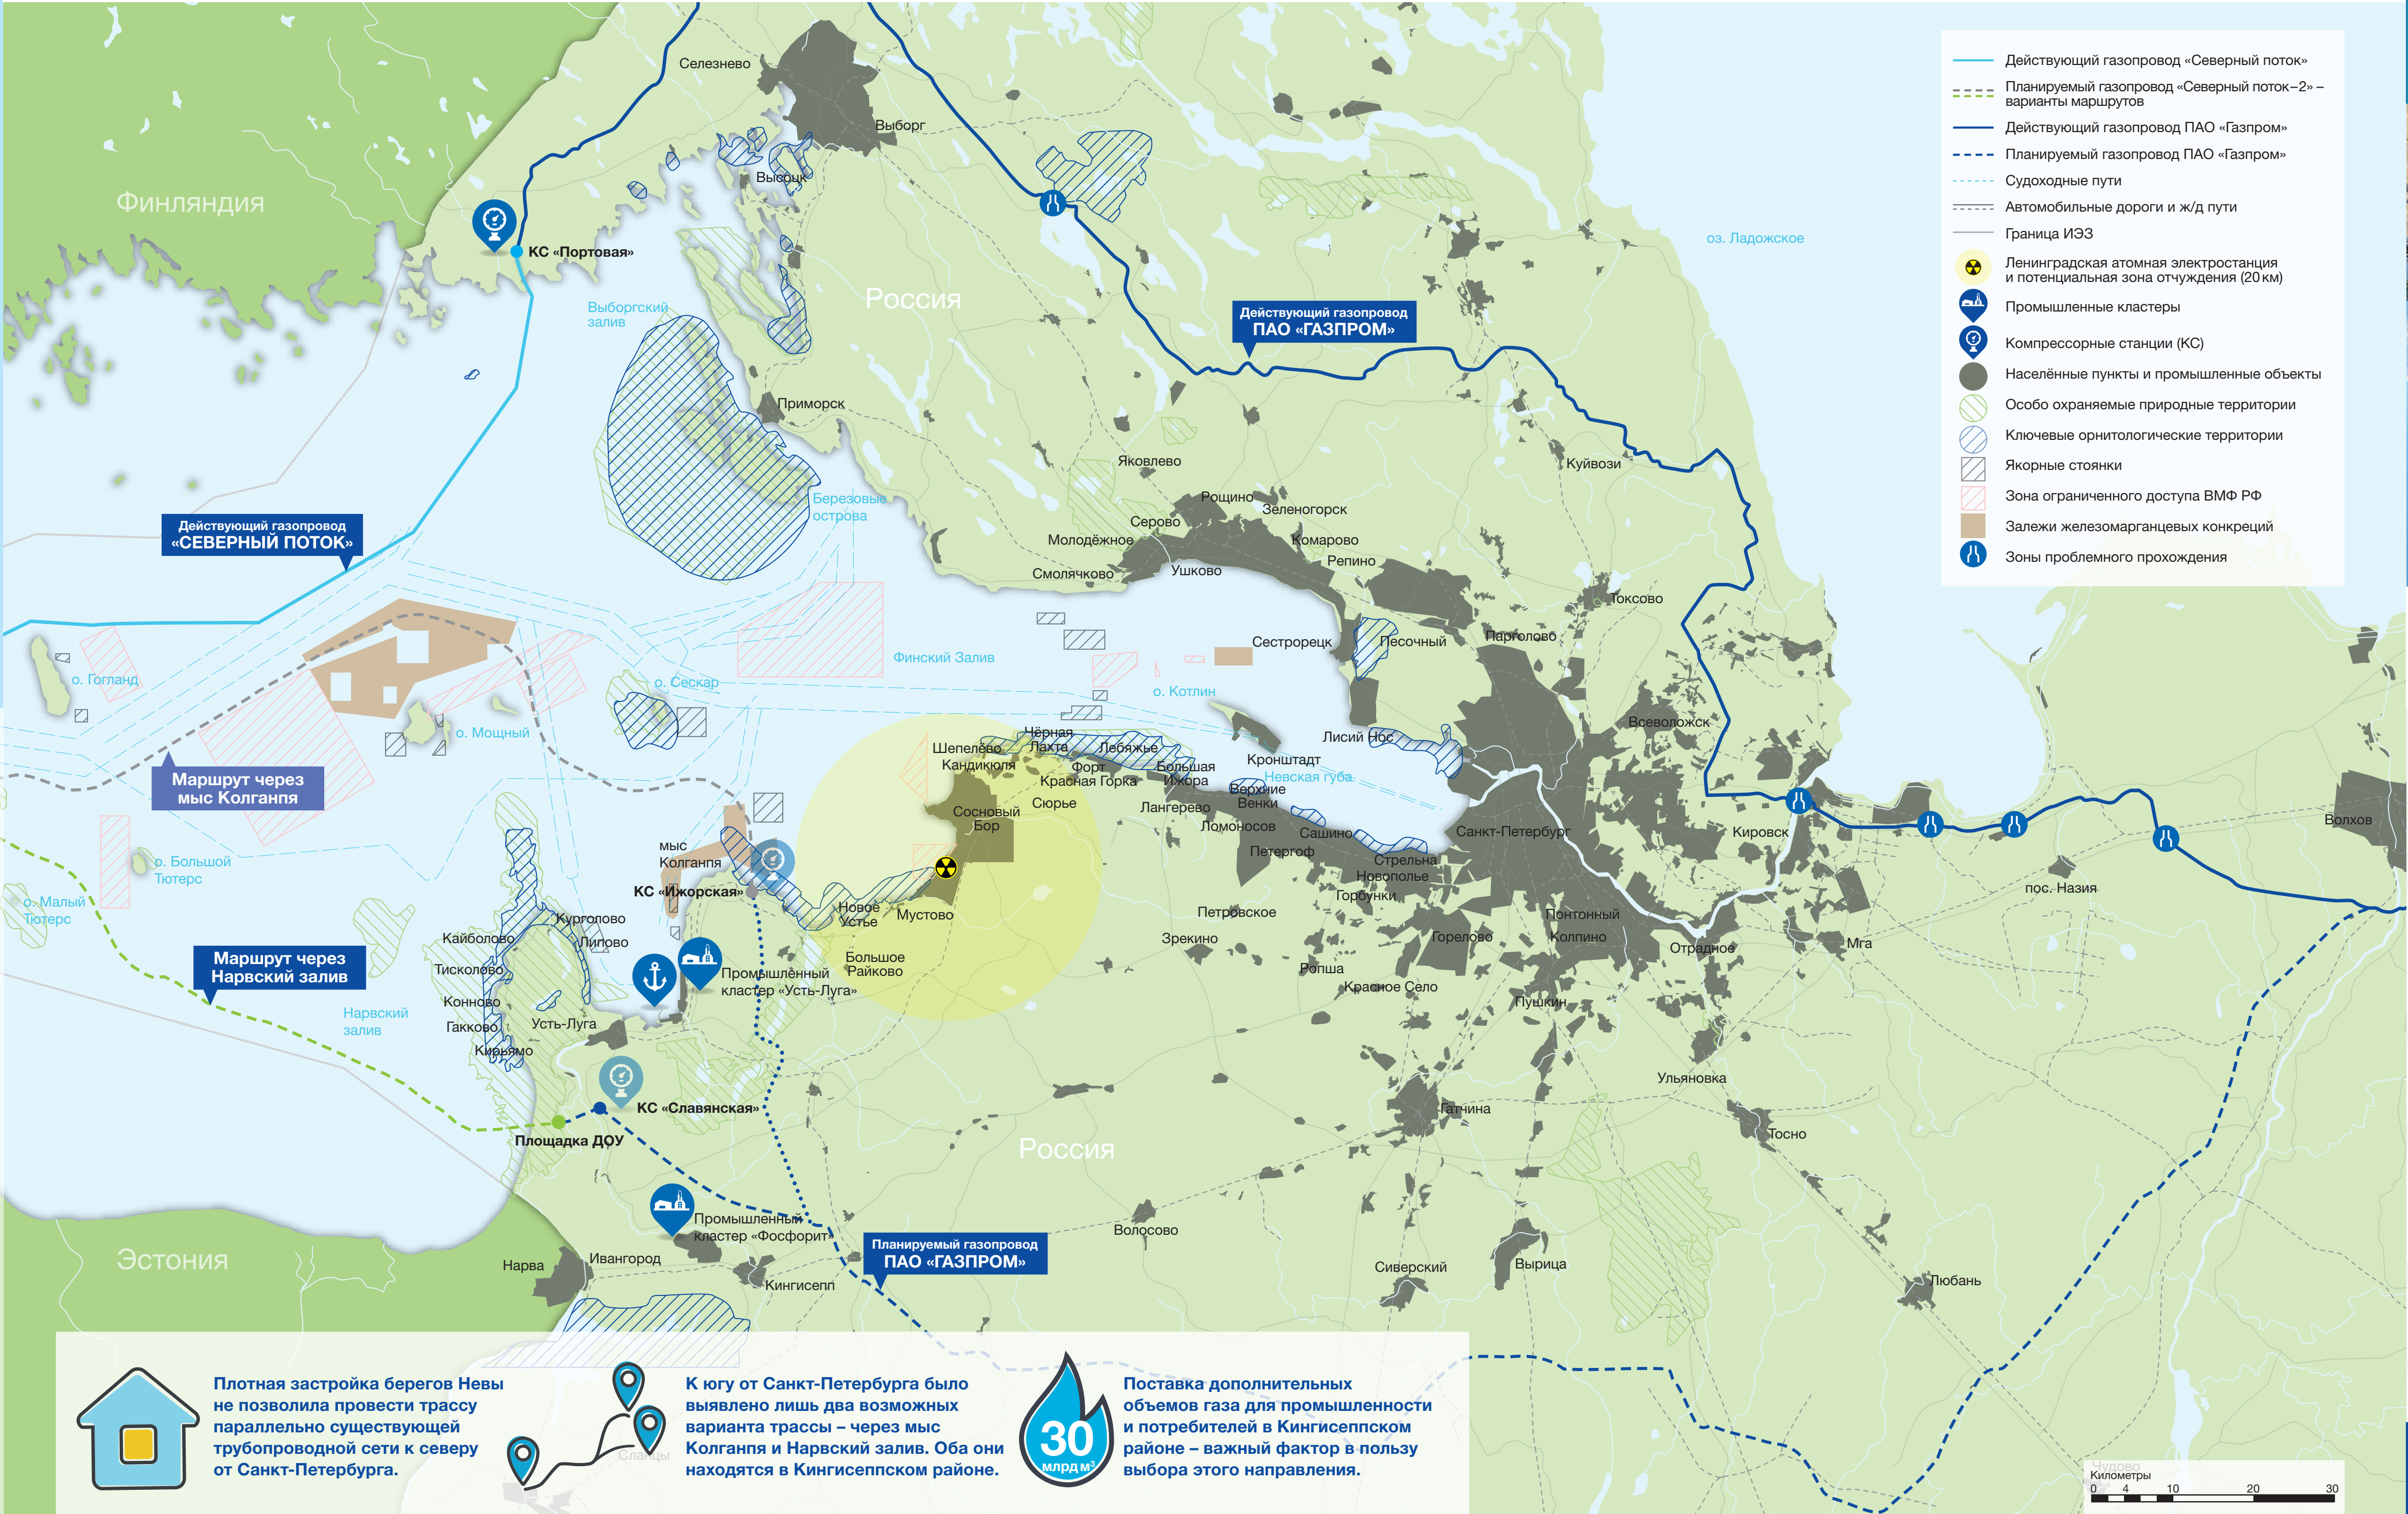 Селезнево
Выборг
Высоцк
Финляндия
КС «Портовая»
Выборгский
залив
Россия
оз. Ладожское
Действующий газопровод
ПАО «ГАЗПРОМ»
Приморск
Яковлево
Куйвози
Рощино
Зеленогорск
Серово
Молодёжное
Комарово
Репино
Смолячково
Ушково
Березовые
острова
Действующий газопровод
«СЕВЕРНЫЙ ПОТОК»
Токсово
Сестрорецк
Песочный
Парголово
Финский Залив
о. Гогланд
о. Сескар
о. Котлин
о. Мощный
Всеволожск
Лисий Нос
Чёрная
Лахта
Шепелёво
Кандикюля
Лебяжье
Форт
Красная Горка
Большая
Ижора
Кронштадт
Невская губа
Верхние
Венки
Маршрут через
мыс Колганпя
Сюрье
Лангерево
Сосновый
Бор
Ломоносов
Сашино
Санкт-Петербург
Кировск
Волхов
Петергоф
Стрельна
Новополье
Горбунки
мыс
Колганпя
КС «Ижорская»
о. Большой
Тютерс
о. Малый
Тютерс
пос. Назия
Новое
Устье
Мустово
Петровское
Понтонный
Курголово
Кайболово
Липово
Зрекино
Горелово
Колпино
Отрадное
Мга
Маршрут через
Нарвский залив
Тисколово
Большое
Райково
Ропша
Промышленный
кластер «Усть-Луга»
Красное Село
Пушкин
Конново
Нарвский
залив
Гакково
Усть-Луга
Кирьямо
Ульяновка
КС «Славянская»
Гатчина
Площадка ДОУ
Тосно
Россия
Промышленный
кластер «Фосфорит»
Волосово
Эстония
Нарва
Ивангород
Кингисепп
Планируемый газопровод
ПАО «ГАЗПРОМ»
Сиверский
Вырица
Любань
Действующий газопровод «Северный поток»
Планируемый газопровод «Северный поток–2» –
варианты маршрутов
Действующий газопровод ПАО «Газпром»
Планируемый газопровод ПАО «Газпром»
Судоходные пути
Автомобильные дороги и ж/д пути
Граница ИЭЗ
Ленинградская атомная электростанция
и потенциальная зона отчуждения (20 км)
Промышленные кластеры
Компрессорные станции (КС)
Населённые пункты и промышленные объекты
Особо охраняемые природные территории
Ключевые орнитологические территории
Якорные стоянки
Зона ограниченного доступа ВМФ РФ
Залежи железомарганцевых конкреций
Зоны проблемного прохождения
Плотная застройка берегов Невы
не позволила провести трассу
параллельно существующей
трубопроводной сети к северу
от Санкт-Петербурга.
Сланцы
К югу от Санкт-Петербурга было
выявлено лишь два возможных
варианта трассы – через мыс
Колганпя и Нарвский залив. Оба они
находятся в Кингисеппском районе.
30
млрд м³
Поставка дополнительных
объемов газа для промышленности
и потребителей в Кингисеппском
районе – важный фактор в пользу
выбора этого направления.
Чудово
Километры
0 4 10 20 30